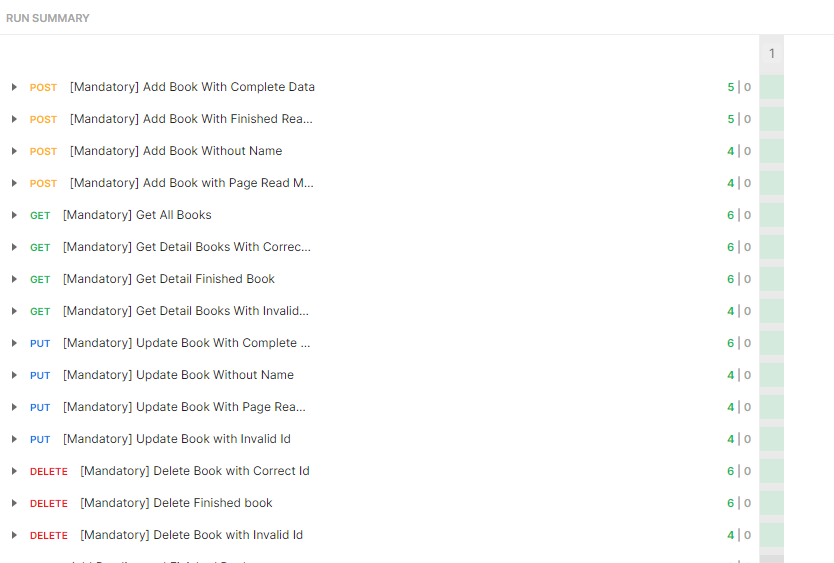 RUN SUMMARY
1
POST [Mandatory] Add Book With Complete Data 5 | 0
POST [Mandatory] Add Book With Finished Rea... 5 | 0
POST [Mandatory] Add Book Without Name 4 | 0
POST [Mandatory] Add Book with Page Read M... 4 | 0
GET [Mandatory] Get All Books 6 | 0
GET [Mandatory] Get Detail Books With Correc... 6 | 0
GET [Mandatory] Get Detail Finished Book 6 | 0
GET [Mandatory] Get Detail Books With Invalid... 4 | 0
PUT [Mandatory] Update Book With Complete ... 6 | 0
PUT [Mandatory] Update Book Without Name 4 | 0
PUT [Mandatory] Update Book With Page Rea... 4 | 0
PUT [Mandatory] Update Book with Invalid Id 4 | 0
DELETE [Mandatory] Delete Book with Correct Id 6 | 0
DELETE [Mandatory] Delete Finished book 6 | 0
DELETE [Mandatory] Delete Book with Invalid Id 4 | 0